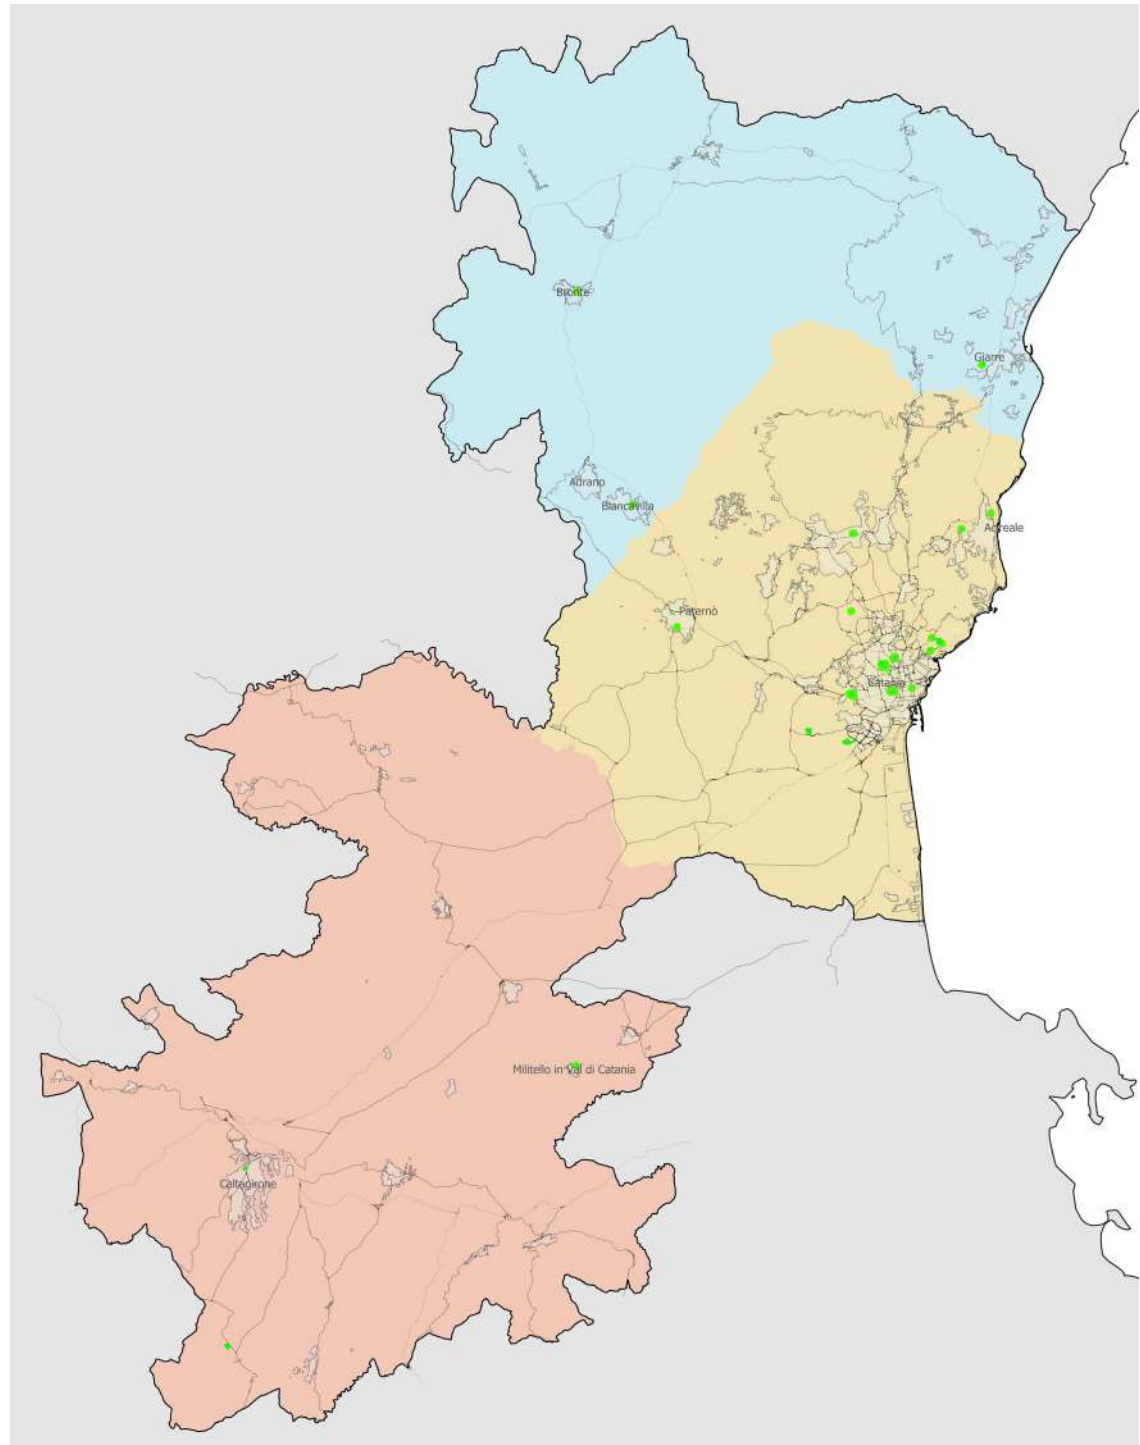 Bronte
Giarre
Adrano
Biancavilla
Acireale
Paternò
Catania
Militello in Val di Catania
Caltagirone